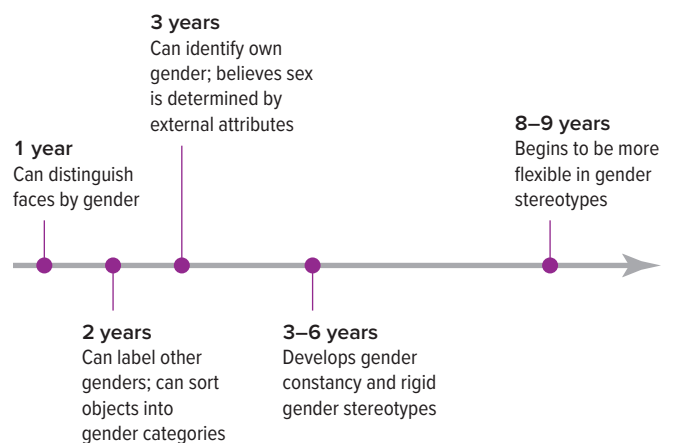 1 year
Can distinguish
faces by gender
2 years
Can label other
genders; can sort
objects into
gender categories
3 years
Can identify own
gender; believes sex
is determined by
external attributes
3–6 years
Develops gender
constancy and rigid
gender stereotypes
8–9 years
Begins to be more
flexible in gender
stereotypes